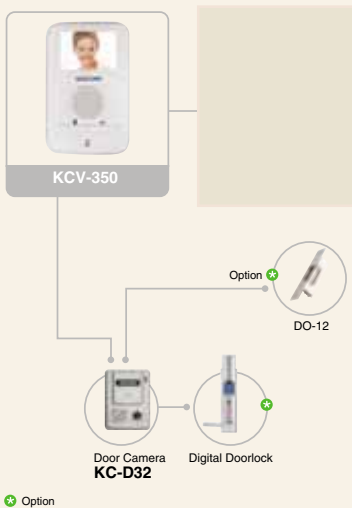 KCV-350
Option
DO-12
Door Camera
KC-D32
Digital Doorlock
Option